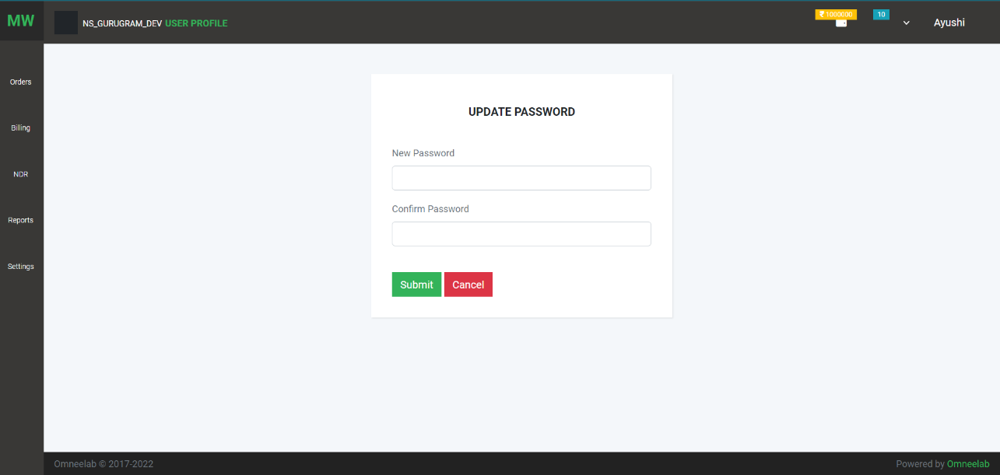 MW
NS_GURUGRAM_DEV USER PROFILE
₹ 1000000
10
Ayushi
Orders
Billing
NDR
Reports
Settings
UPDATE PASSWORD
New Password
Confirm Password
Submit Cancel
Omneelab © 2017-2022
Powered by Omneelab